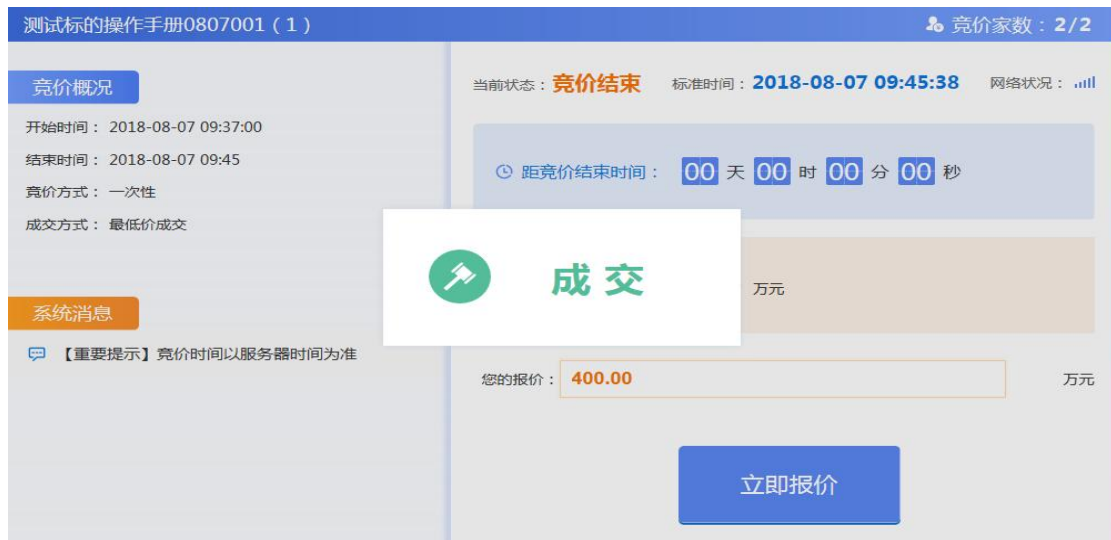 测试标的操作手册0807001（1）
竞价家数：2/2
竞价概况
开始时间： 2018-08-07 09:37:00
结束时间： 2018-08-07 09:45
竞价方式： 一次性
成交方式： 最低价成交
系统消息
【重要提示】竞价时间以服务器时间为准
当前状态：竞价结束 标准时间：2018-08-07 09:45:38 网络状况：
距竞价结束时间： 00 天 00 时 00 分 00 秒
成交
万元
您的报价： 400.00 万元
立即报价